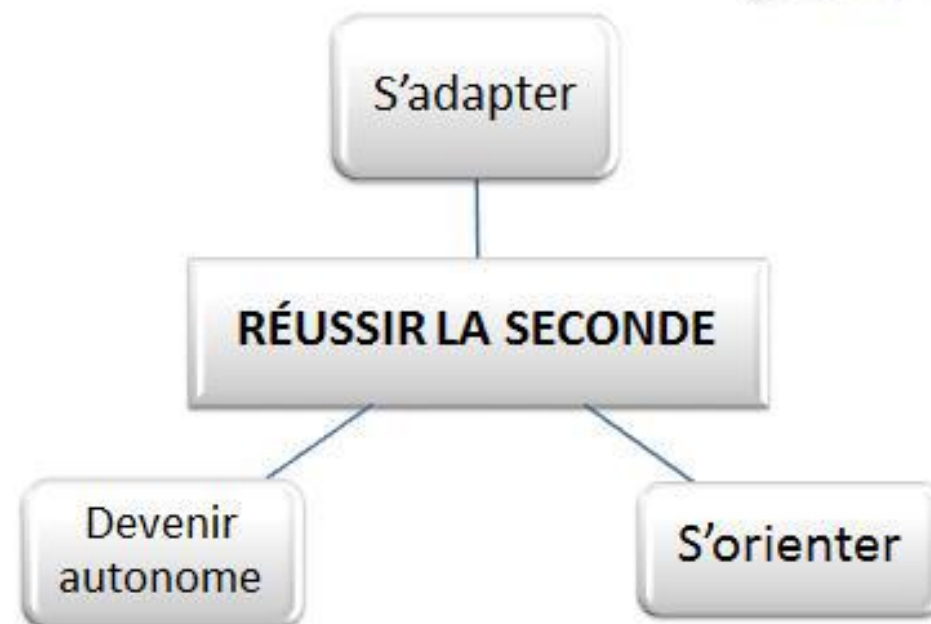 S’adapter
RÉUSSIR LA SECONDE
Devenir
autonome
S’orienter